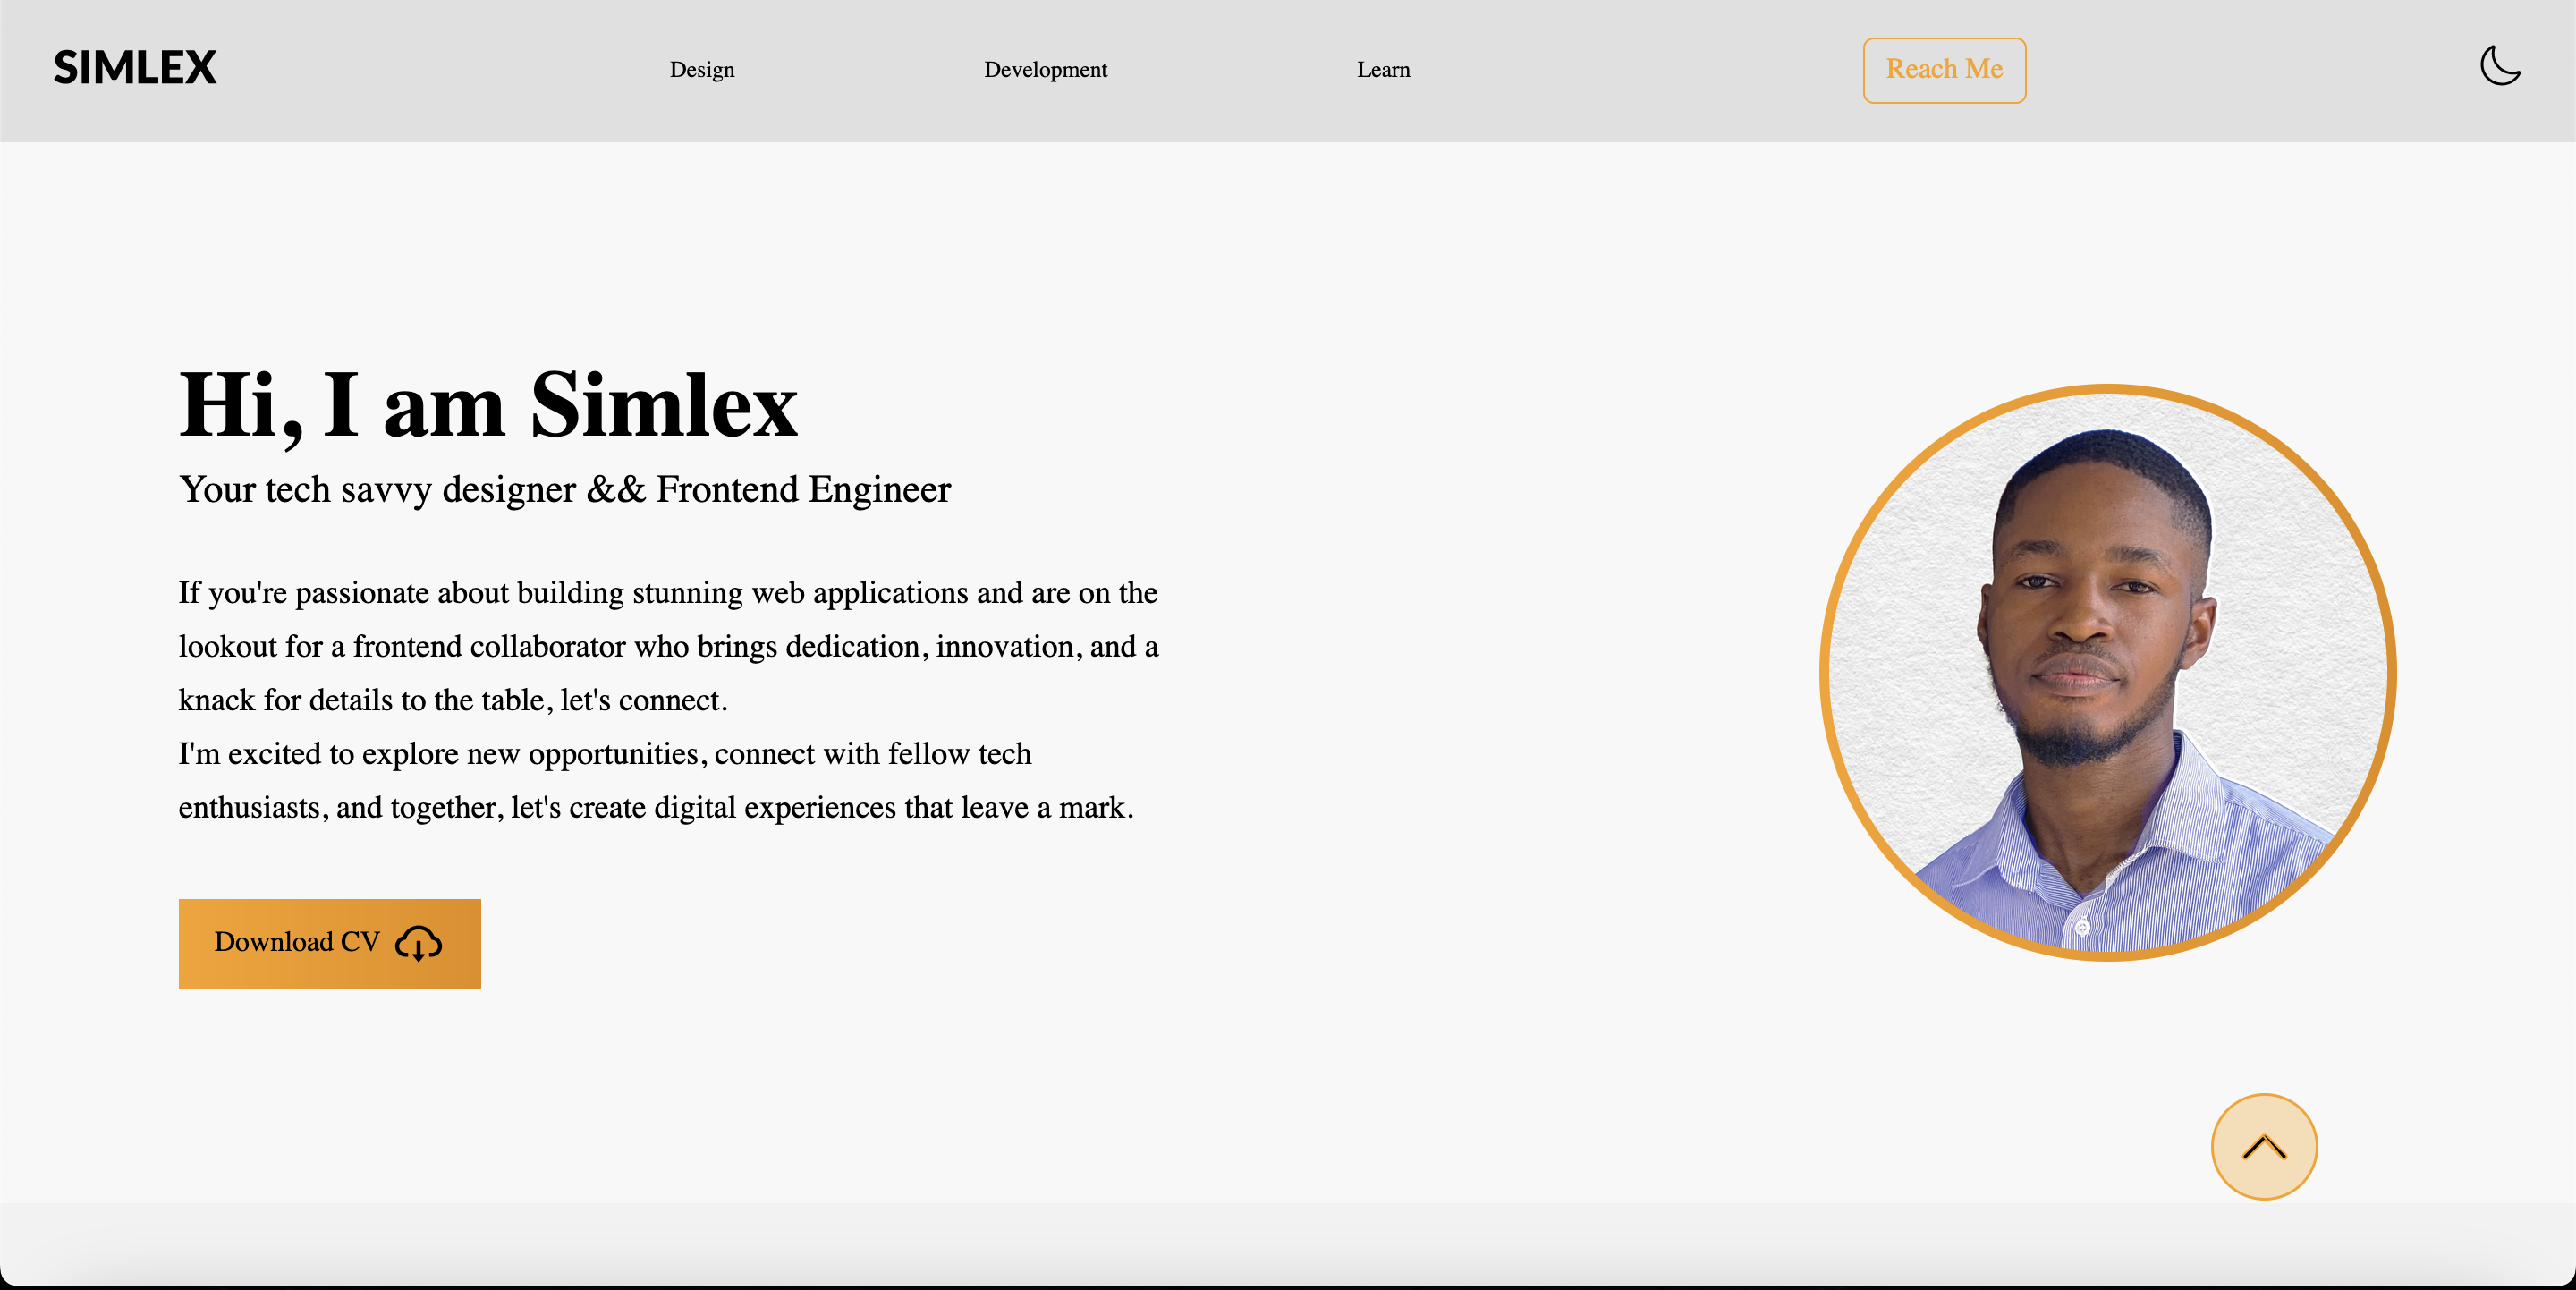 SIMLEX
Design
Development
Learn
Reach Me
Hi, I am Simlex
Your tech savvy designer && Frontend Engineer
If you're passionate about building stunning web applications and are on the
lookout for a frontend collaborator who brings dedication, innovation, and a
knack for details to the table, let's connect.
I'm excited to explore new opportunities, connect with fellow tech
enthusiasts, and together, let's create digital experiences that leave a mark.
Download CV